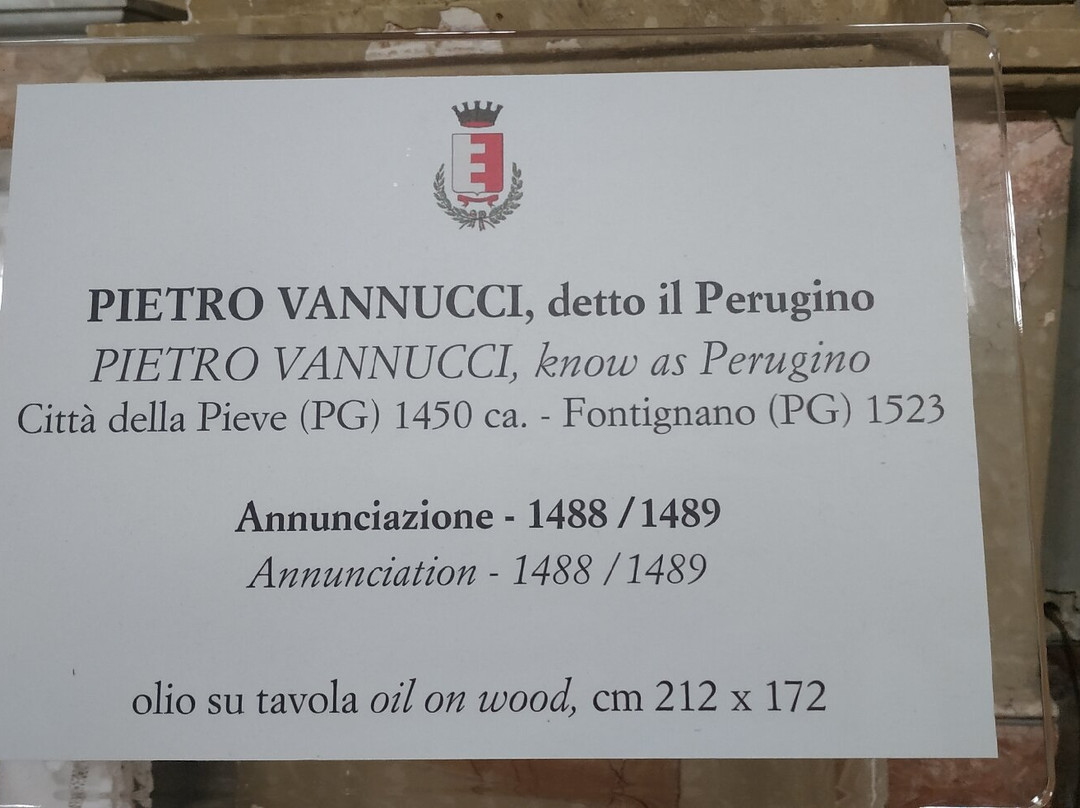 PIETRO VANNUCCI, detto il Perugino
PIETRO VANNUCCI, know as Perugino
Città della Pieve (PG) 1450 ca. - Fontignano (PG) 1523
Annunciazione - 1488 / 1489
Annunciation - 1488 / 1489
olio su tavola oil on wood, cm 212 x 172